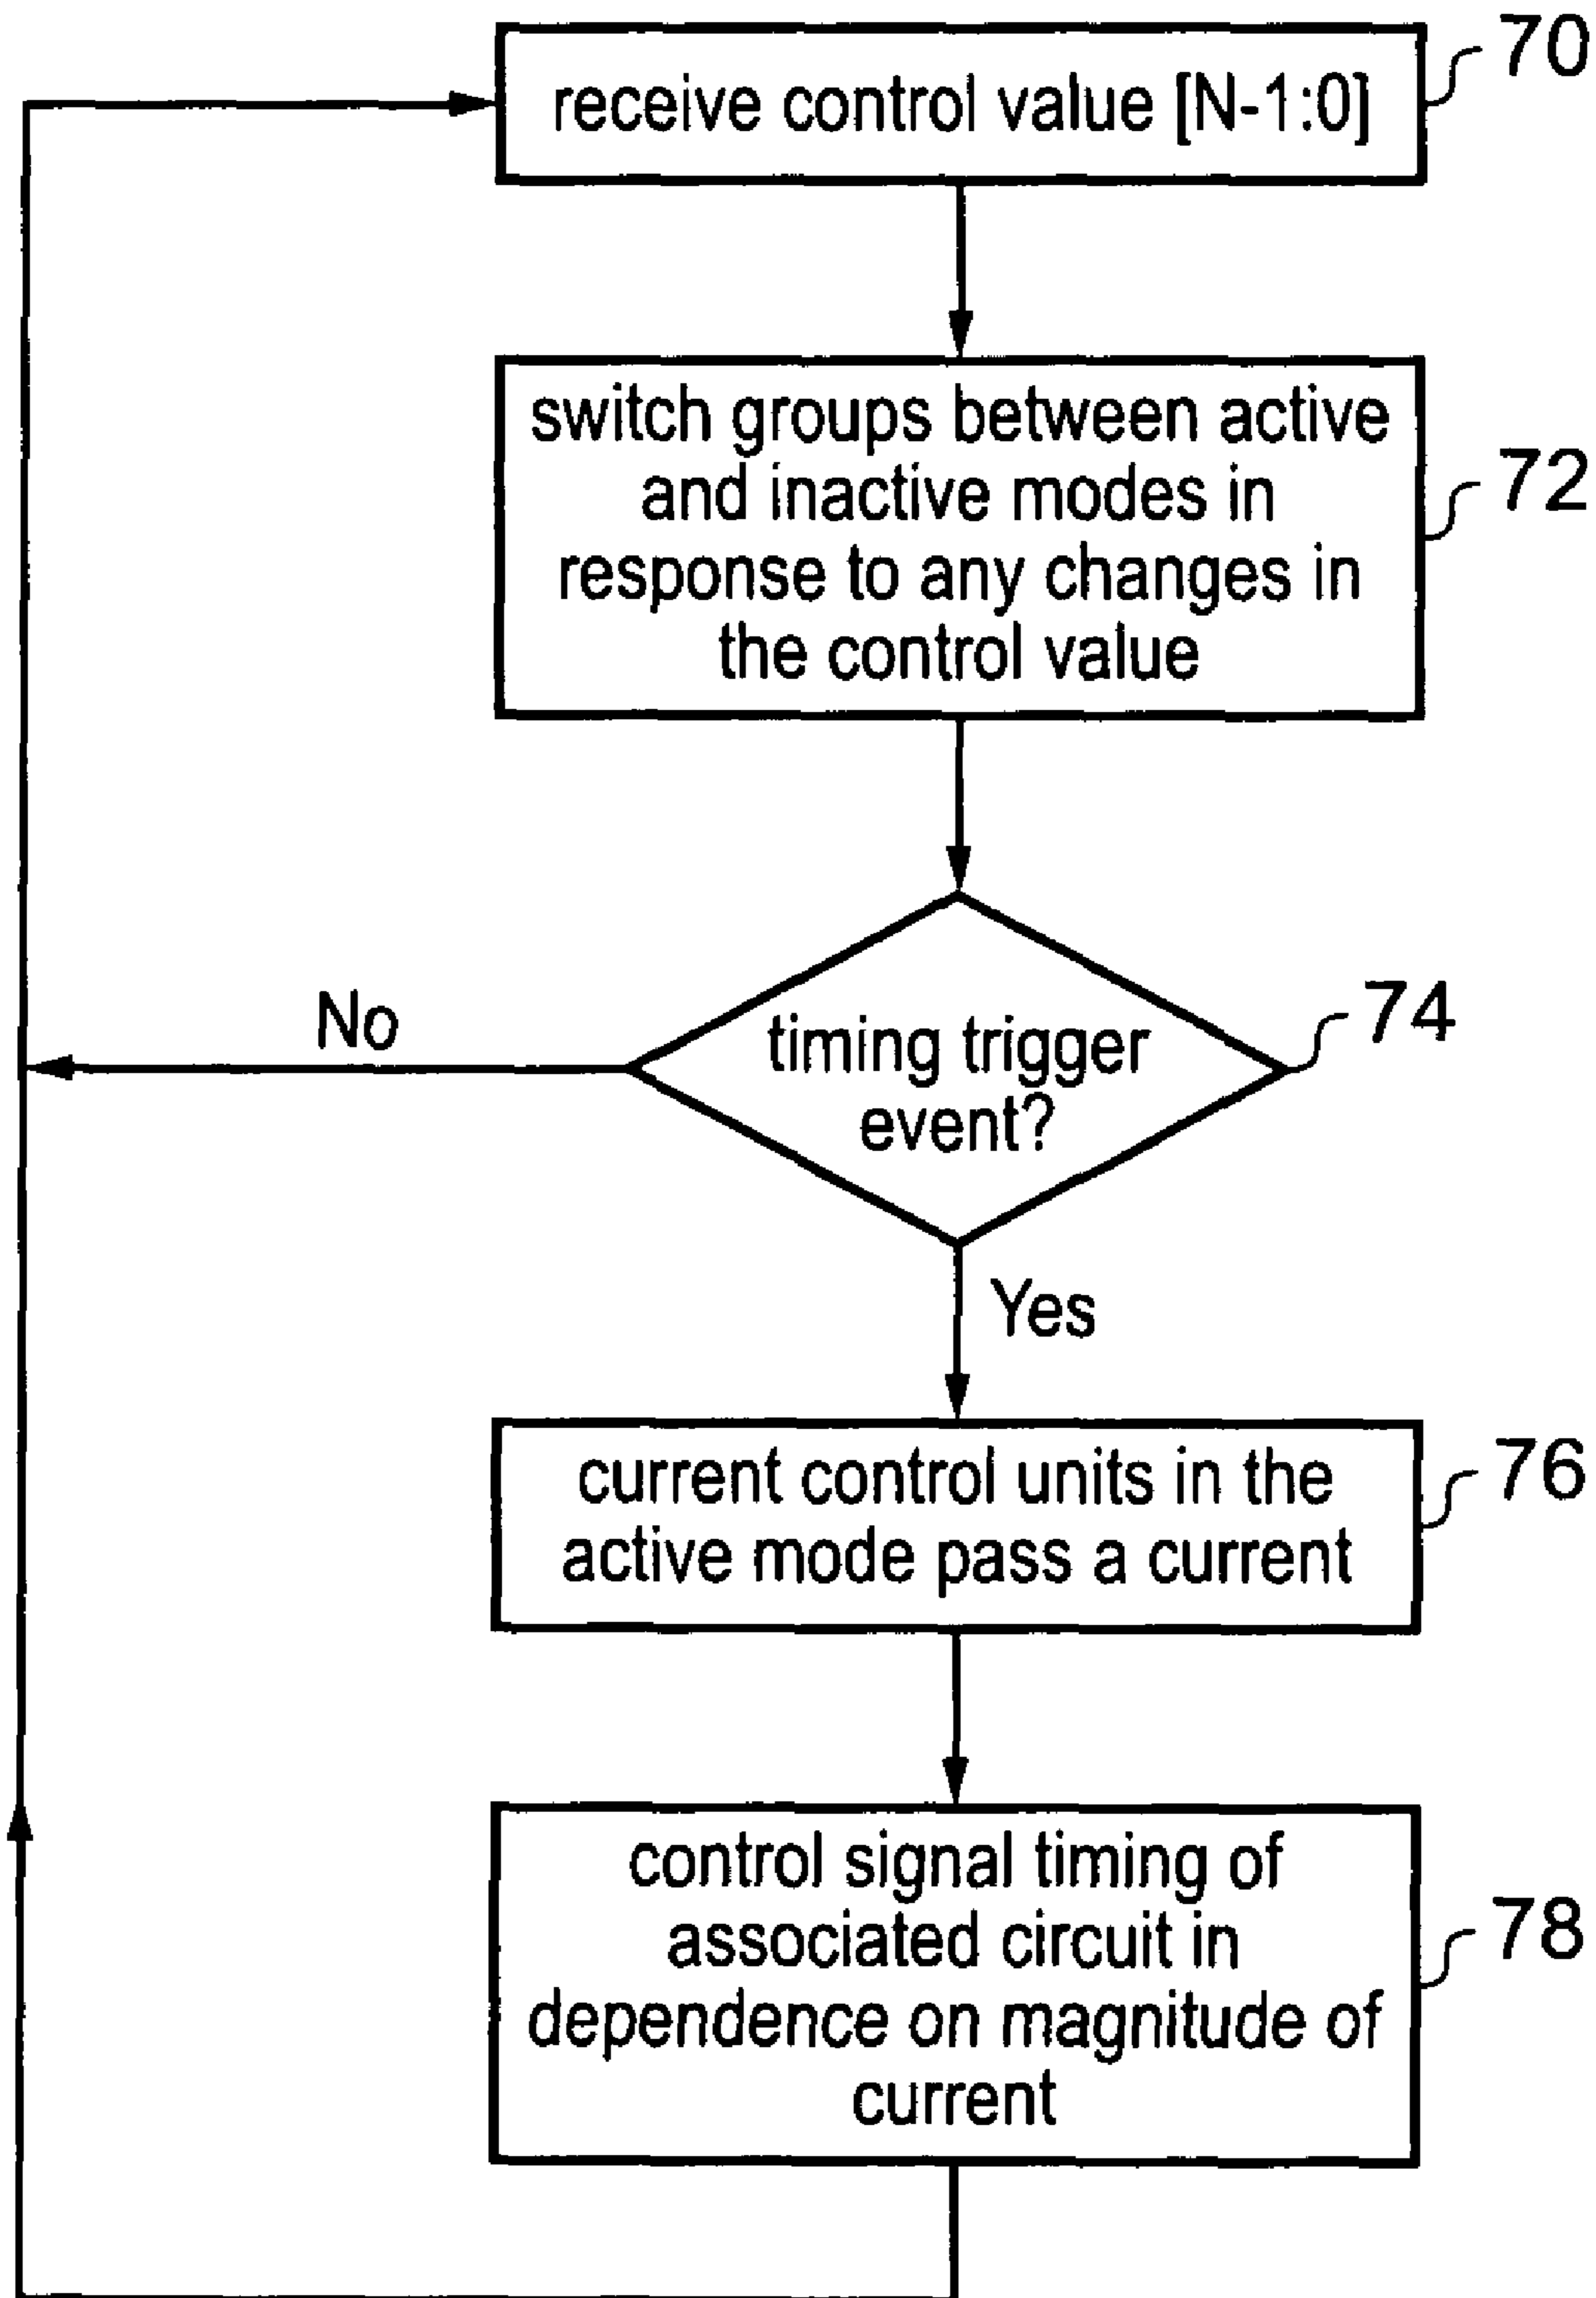 receive control value [N-1:0]
70
switch groups between active
and inactive modes in
response to any changes in
the control value
72
timing trigger
event?
74
No
Yes
current control units in the
active mode pass a current
76
control signal timing of
associated circuit in
dependence on magnitude of
current
78